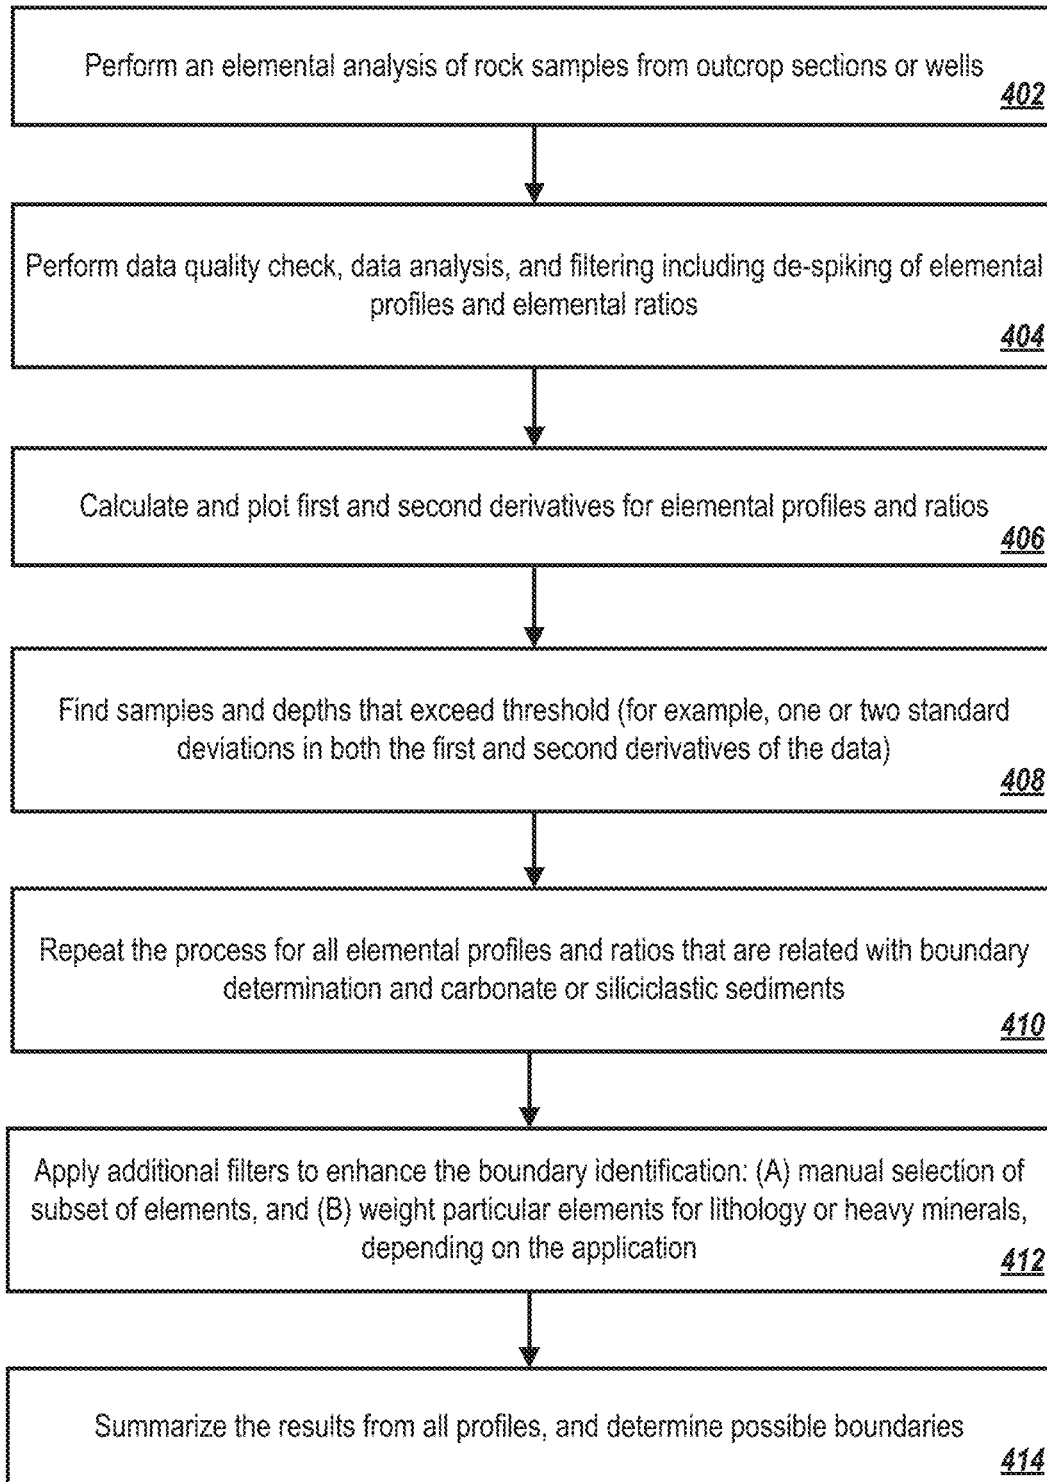 Perform an elemental analysis of rock samples from outcrop sections or wells
402
Perform data quality check, data analysis, and filtering including de-spiking of elemental
profiles and elemental ratios
404
Calculate and plot first and second derivatives for elemental profiles and ratios
406
Find samples and depths that exceed threshold (for example, one or two standard
deviations in both the first and second derivatives of the data)
408
Repeat the process for all elemental profiles and ratios that are related with boundary
determination and carbonate or siliciclastic sediments
410
Apply additional filters to enhance the boundary identification: (A) manual selection of
subset of elements, and (B) weight particular elements for lithology or heavy minerals,
depending on the application
412
Summarize the results from all profiles, and determine possible boundaries
414